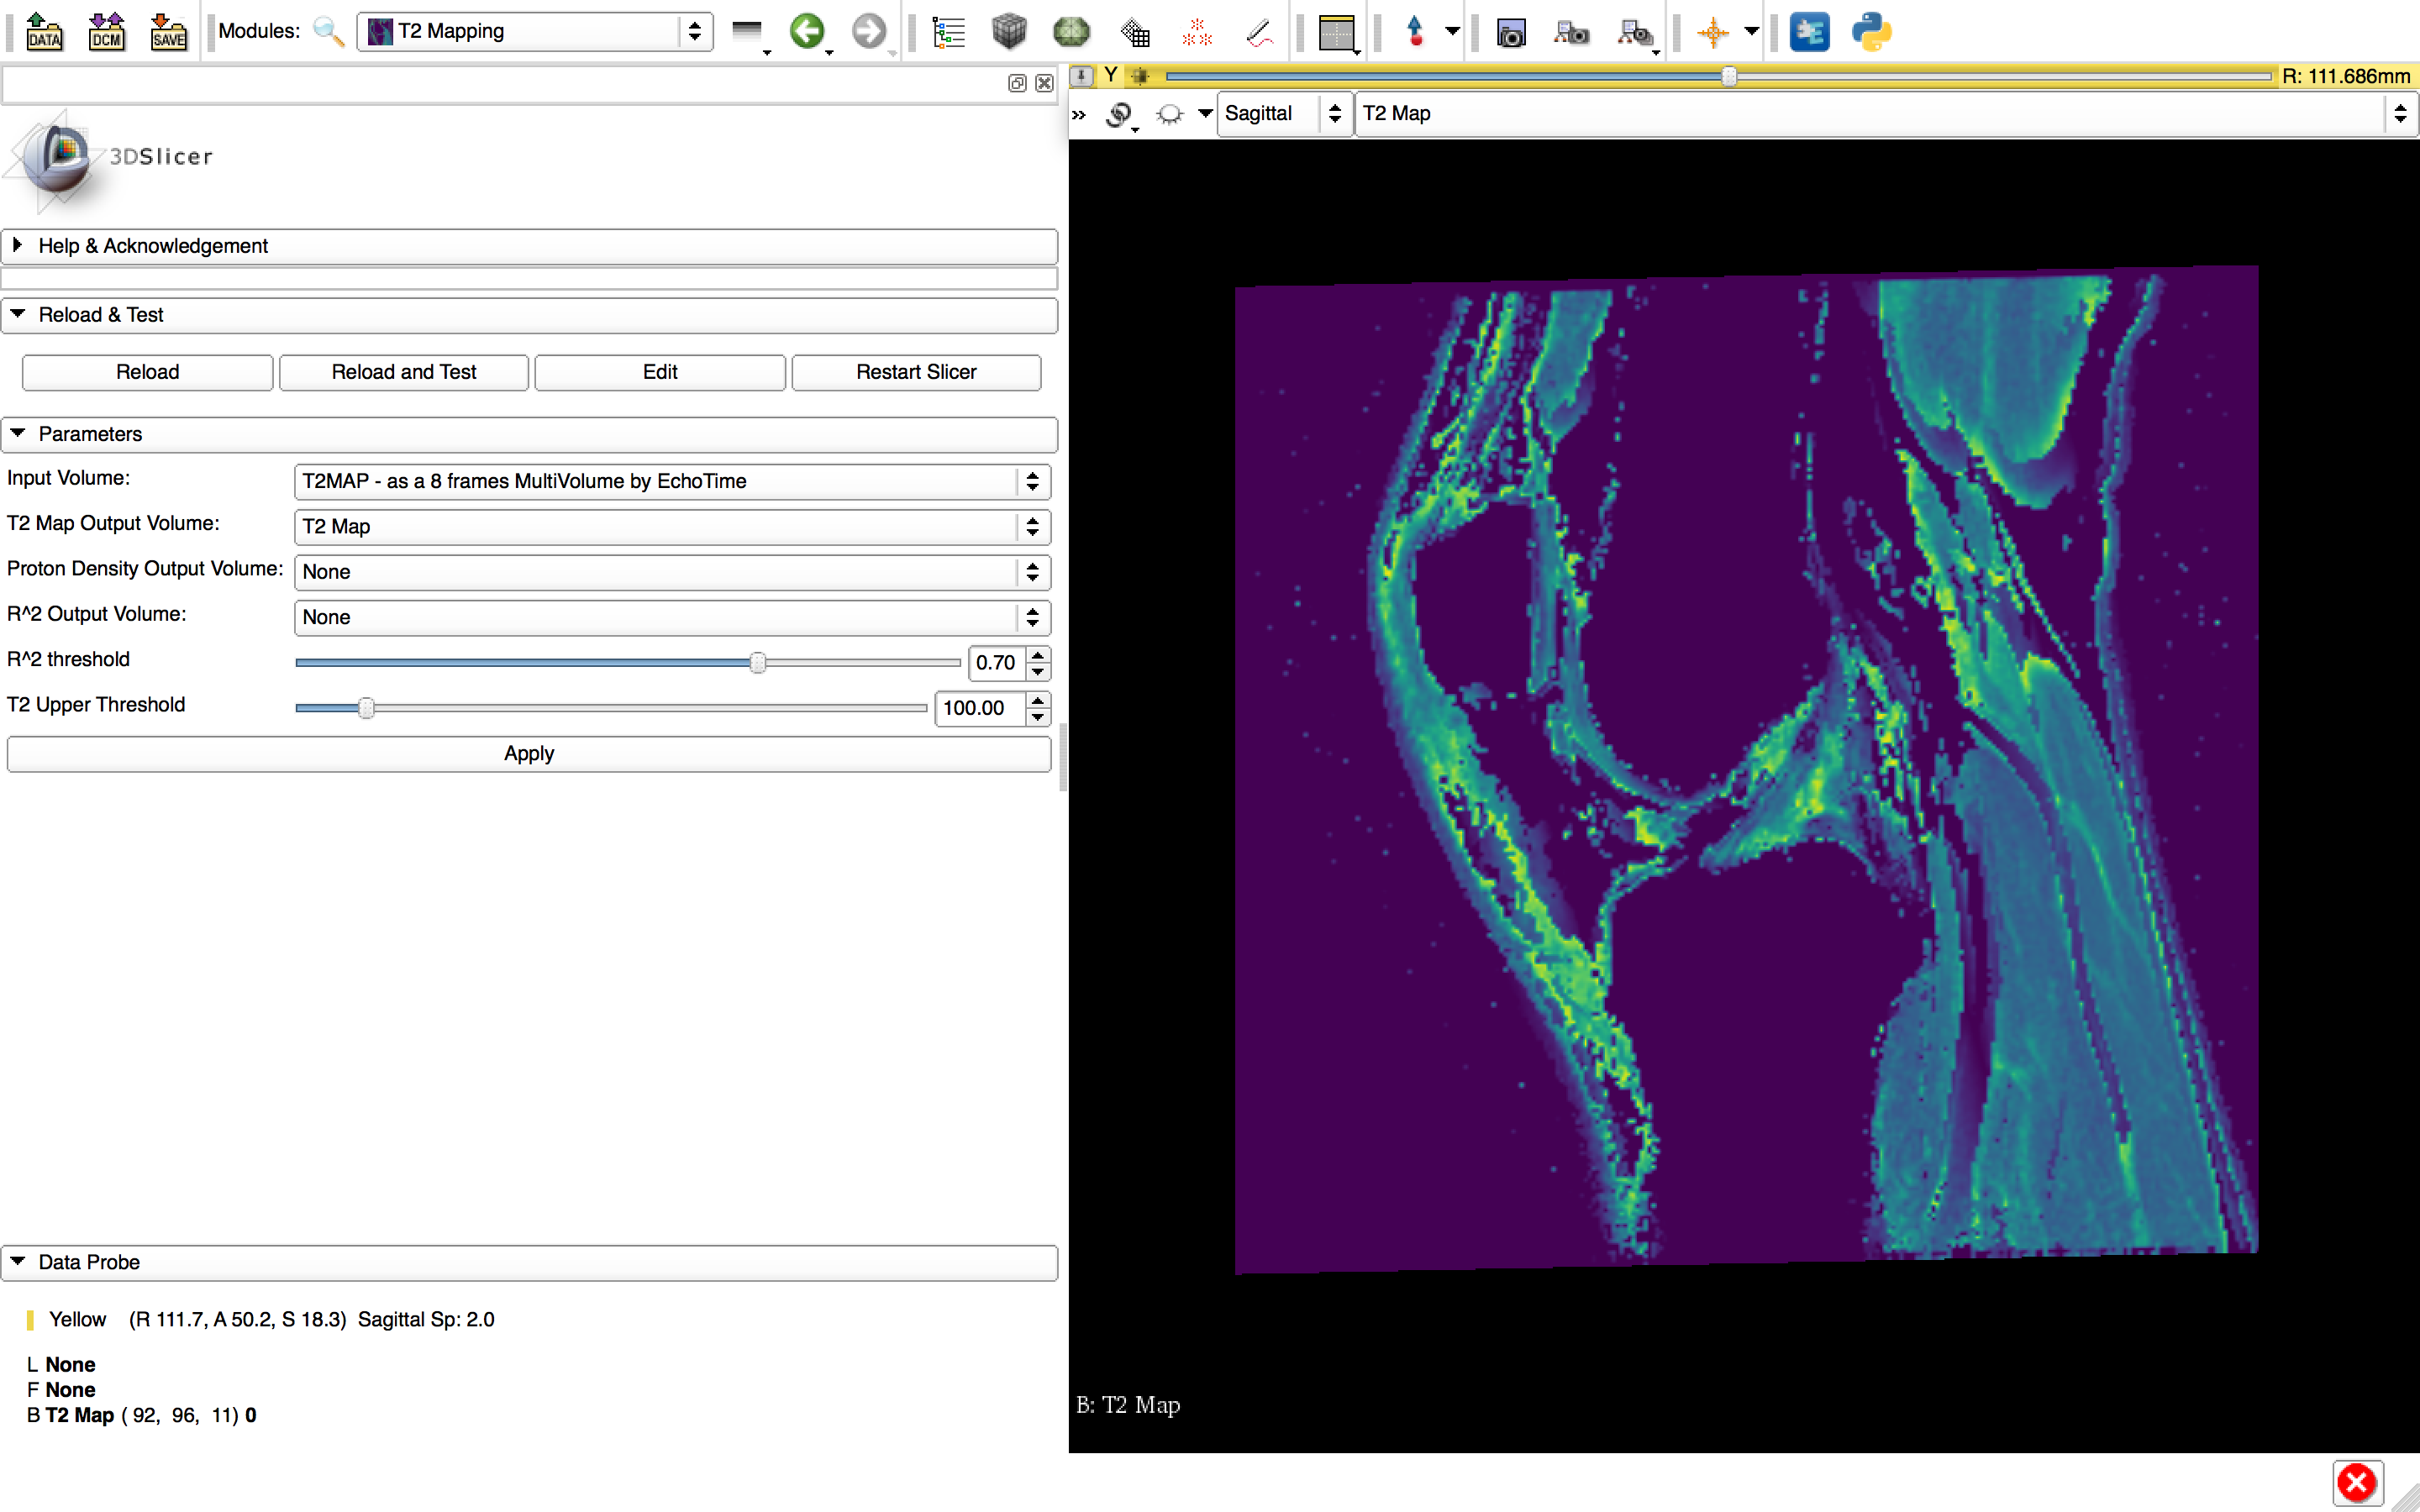 DATA DCM SAVE Modules: T2 Mapping
Y R: 111.686mm
Sagittal T2 Map
3DSlicer
Help & Acknowledgement
Reload & Test
Reload Reload and Test Edit Restart Slicer
Parameters
Input Volume: T2MAP - as a 8 frames MultiVolume by EchoTime
T2 Map Output Volume: T2 Map
Proton Density Output Volume: None
R^2 Output Volume: None
R^2 threshold 0.70
T2 Upper Threshold 100.00
Apply
Data Probe
Yellow (R 111.7, A 50.2, S 18.3) Sagittal Sp: 2.0
L None
F None
B T2 Map ( 92, 96, 11) 0
B: T2 Map